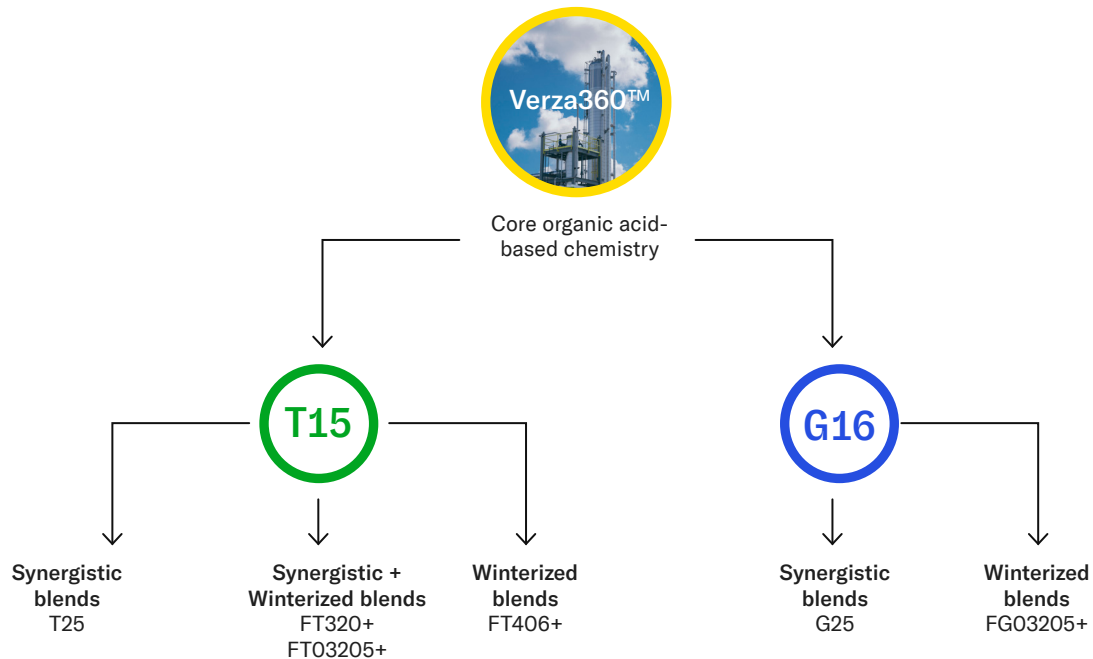 Verza360™
Core organic acid-
based chemistry
T15
G16
Synergistic
blends
T25
Synergistic +
Winterized blends
FT320+
FT03205+
Winterized
blends
FT406+
Synergistic
blends
G25
Winterized
blends
FG03205+